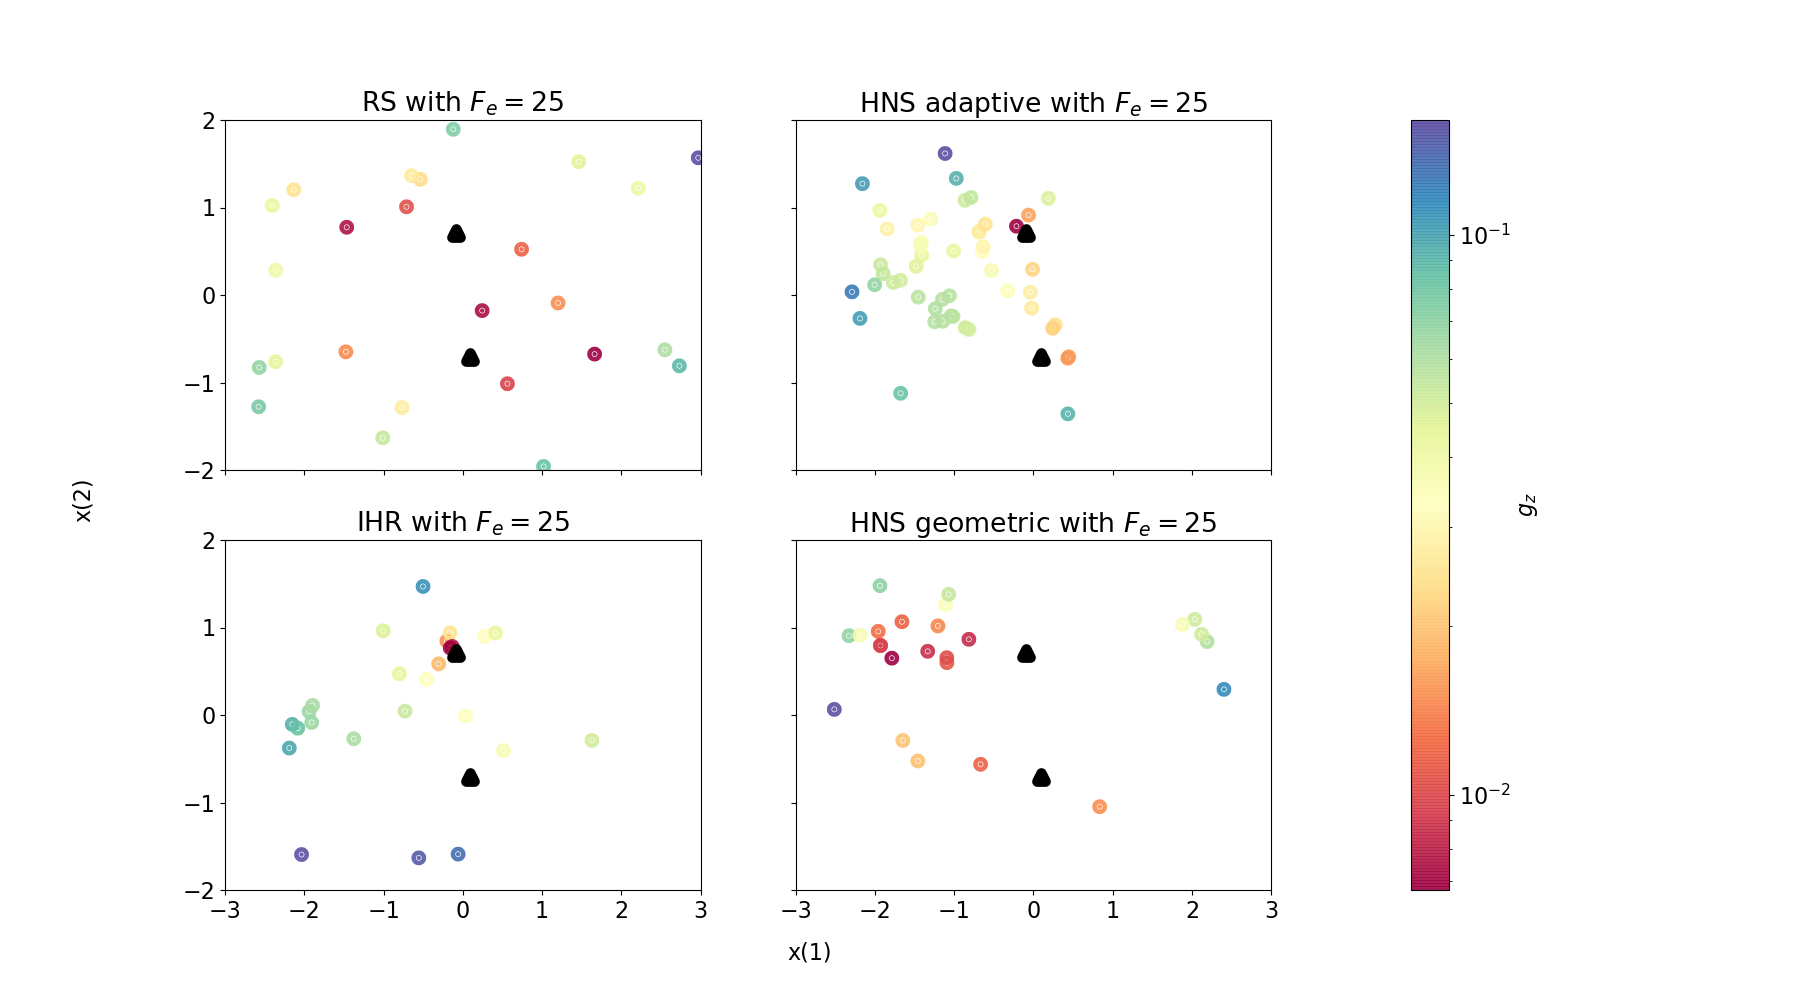 RS with $F_e = 25$
HNS adaptive with $F_e = 25$
2
1
0
−1
−2
10⁻¹
x(2)
g_z
IHR with $F_e = 25$
HNS geometric with $F_e = 25$
2
1
0
−1
−2
10⁻²
−3 −2 −1 0 1 2 3
−3 −2 −1 0 1 2 3
x(1)